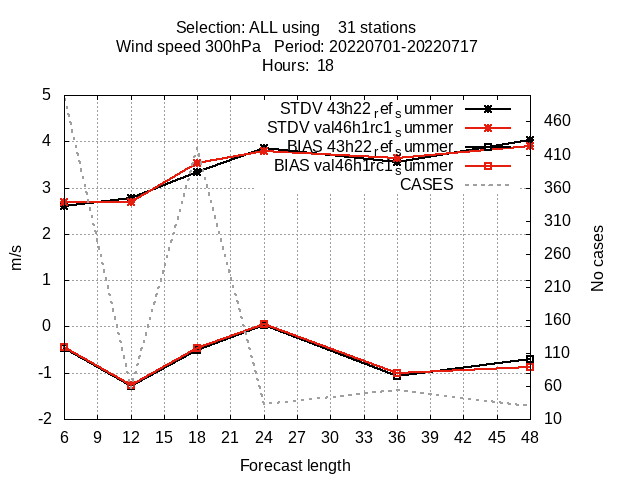 Selection: ALL using    31 stations
Wind speed 300hPa   Period: 20220701-20220717
Hours:  18
STDV 43h22_ref_summer
STDV val46h1rc1_summer
BIAS 43h22_ref_summer
BIAS val46h1rc1_summer
CASES
5
4
3
2
1
0
-1
-2
m/s
460
410
360
310
260
210
160
110
60
10
No cases
6 9 12 15 18 21 24 27 30 33 36 39 42 45 48
Forecast length